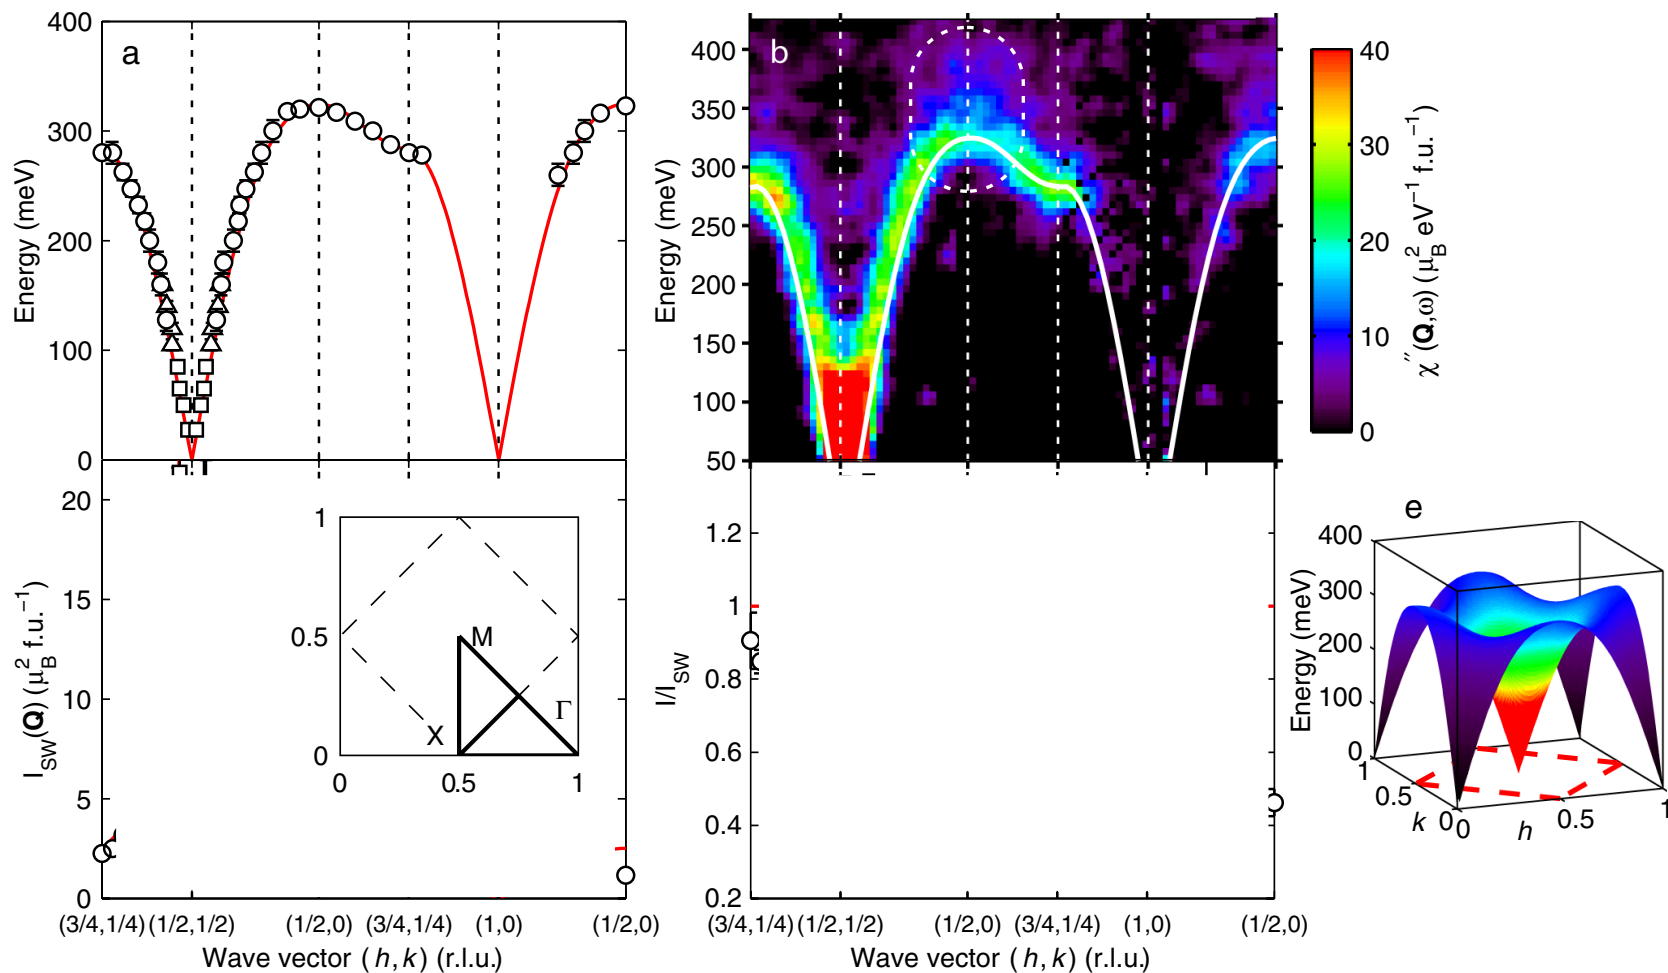 a
400
300
200
100
0
Energy (meV)
b
400
350
300
250
200
150
100
50
Energy (meV)
40
30
20
10
0
χ″(Q,ω) (μ_B² eV⁻¹ f.u.⁻¹)
20
15
10
5
0
I_SW(Q) (μ_B² f.u.⁻¹)
1
0.5
0
0 0.5 1
M
Γ
X
(3/4,1/4) (1/2,1/2) (1/2,0) (3/4,1/4) (1,0) (1/2,0)
Wave vector (h,k) (r.l.u.)
1.2
1
0.8
0.6
0.4
0.2
I/I_SW
(3/4,1/4) (1/2,1/2) (1/2,0) (3/4,1/4) (1,0) (1/2,0)
Wave vector (h,k) (r.l.u.)
e
400
300
200
100
0
Energy (meV)
1
0.5
0
k
0
0.5
1
h